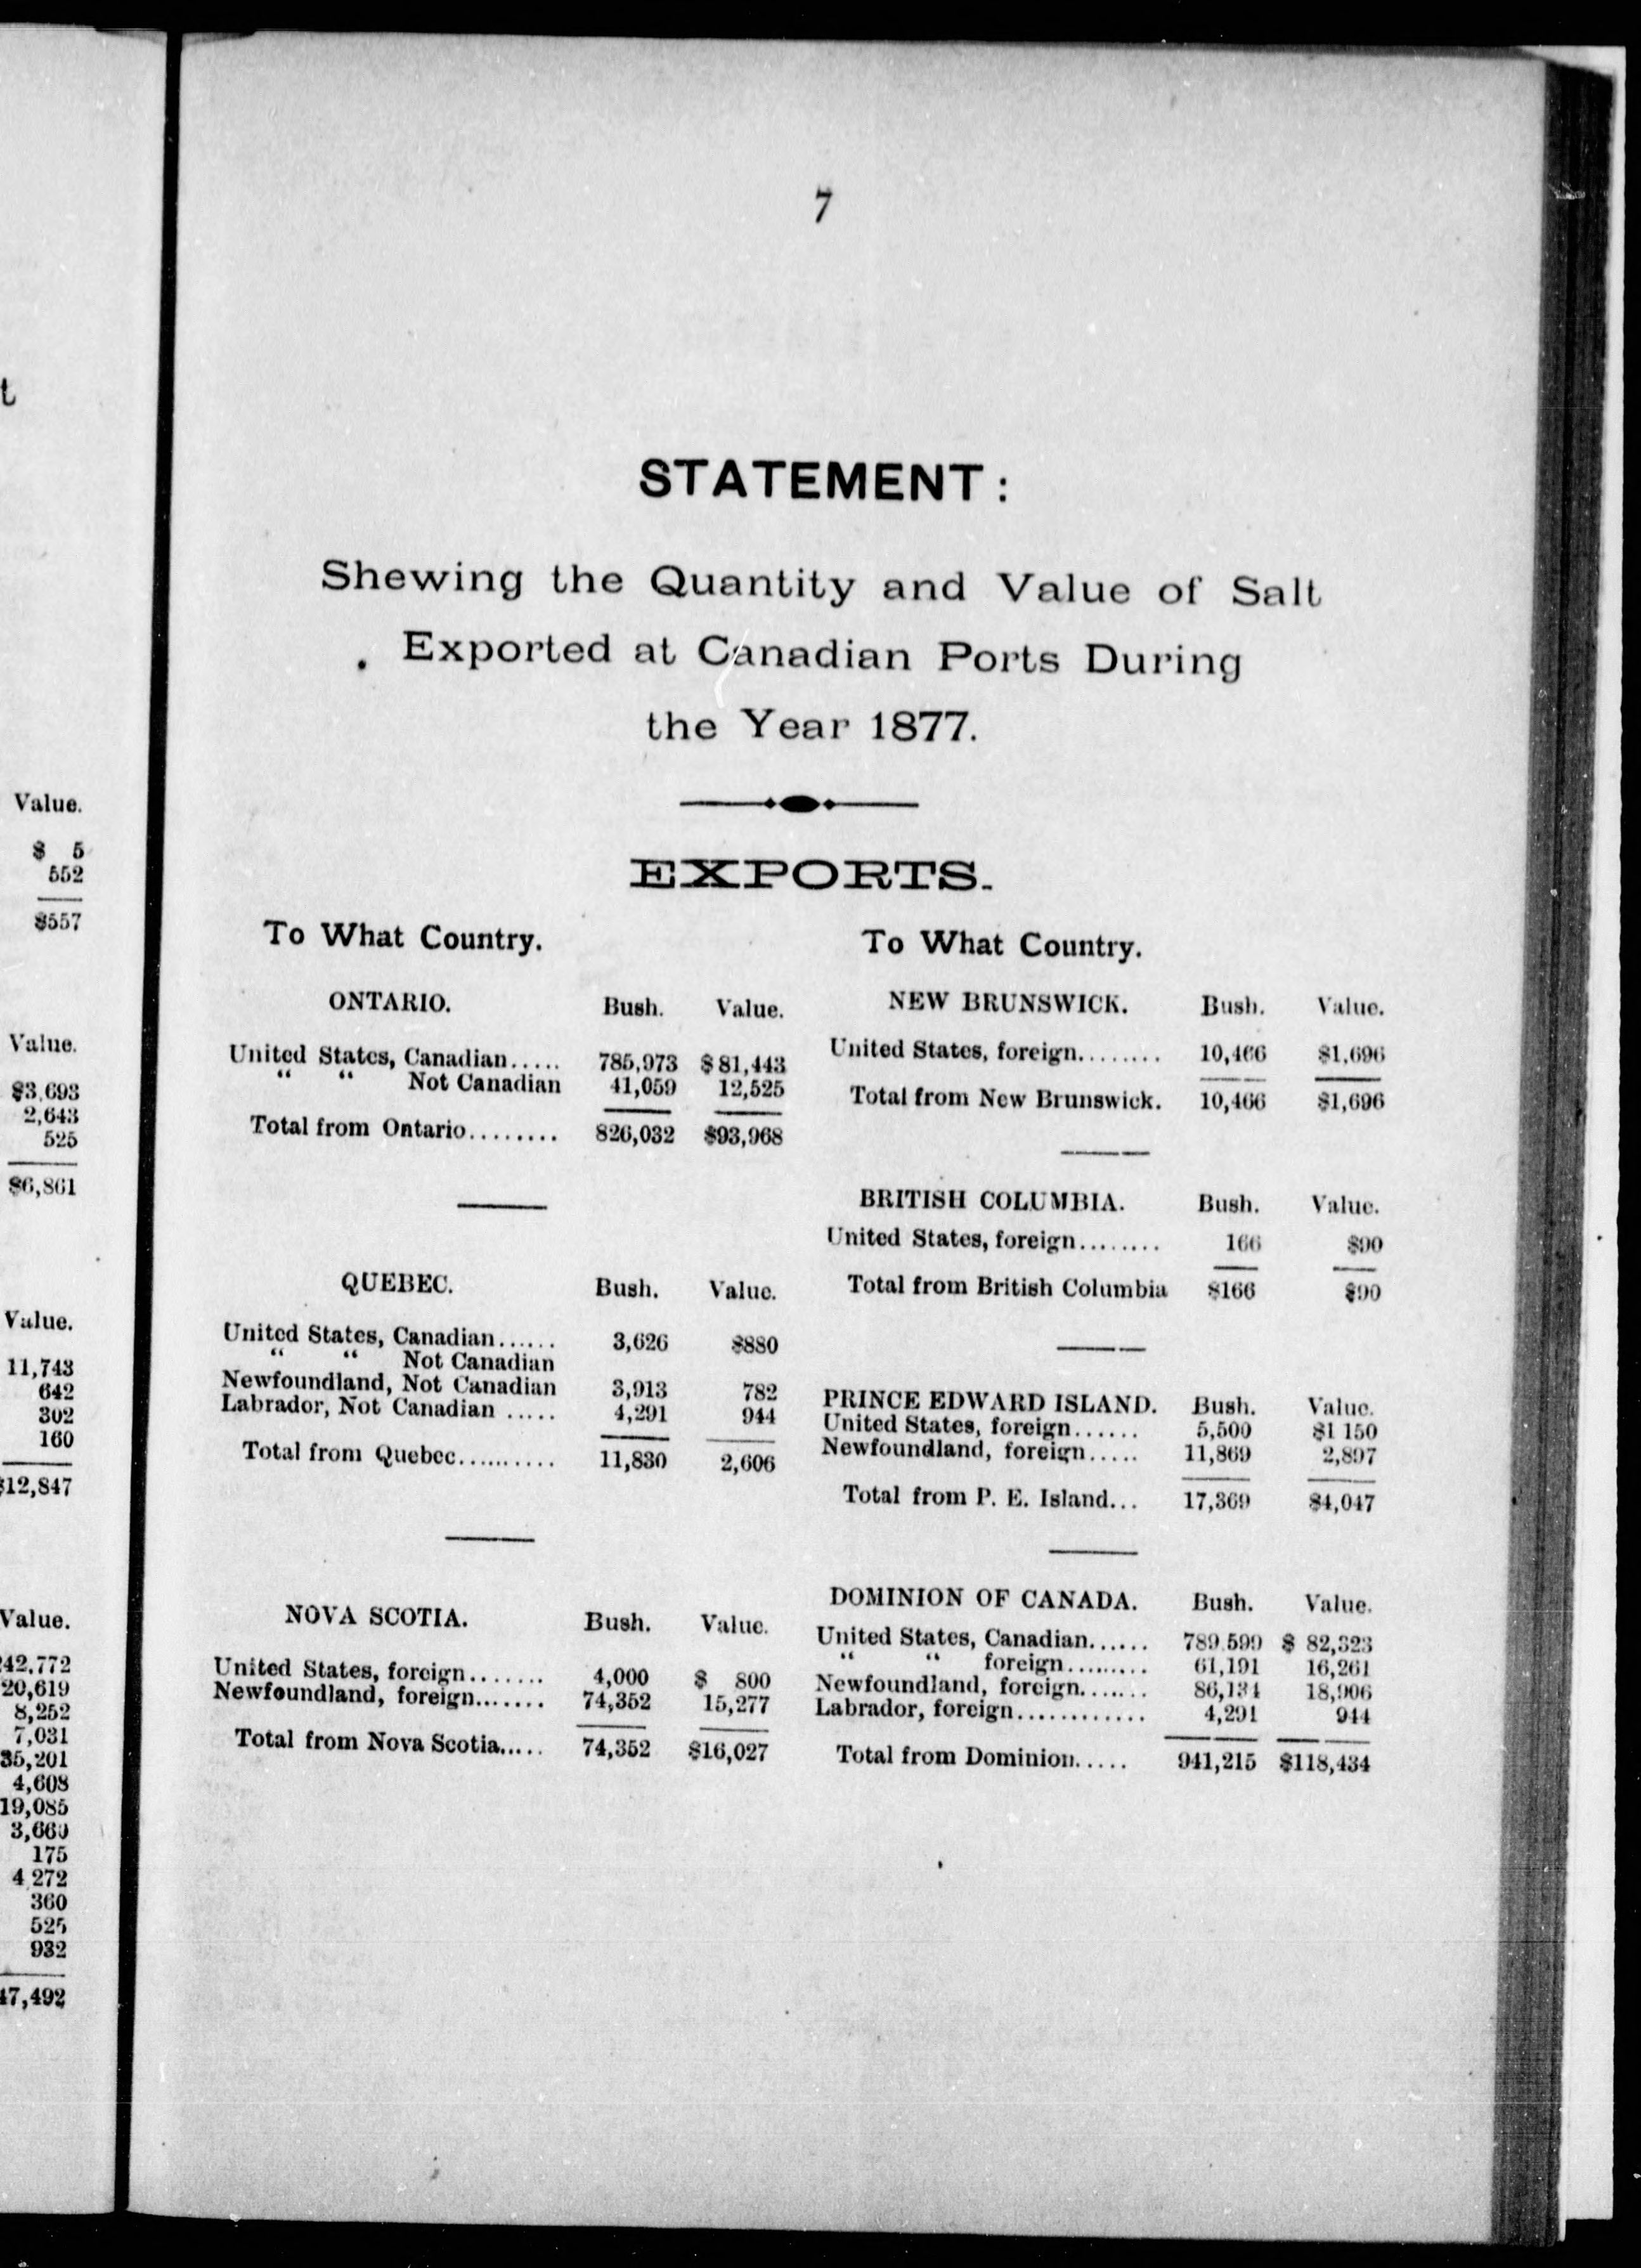 7
STATEMENT:
Shewing the Quantity and Value of Salt
Exported at Canadian Ports During
the Year 1877.
EXPORTS.
To What Country.
ONTARIO. Bush. Value.
United States, Canadian..... 785,973 $81,443
“ “ Not Canadian 41,059 12,525
Total from Ontario........ 826,032 $93,968
QUEBEC. Bush. Value.
United States, Canadian...... 3,626 $880
“ “ Not Canadian
Newfoundland, Not Canadian 3,913 782
Labrador, Not Canadian ..... 4,291 944
Total from Quebec.......... 11,830 2,606
NOVA SCOTIA. Bush. Value.
United States, foreign....... 4,000 $ 800
Newfoundland, foreign....... 74,352 15,277
Total from Nova Scotia..... 74,352 $16,027
To What Country.
NEW BRUNSWICK. Bush. Value.
United States, foreign........ 10,466 $1,696
Total from New Brunswick. 10,466 $1,696
BRITISH COLUMBIA. Bush. Value.
United States, foreign........ 166 $90
Total from British Columbia $166 $90
PRINCE EDWARD ISLAND. Bush. Value.
United States, foreign...... 5,500 $1 150
Newfoundland, foreign..... 11,869 2,897
Total from P. E. Island... 17,369 $4,047
DOMINION OF CANADA. Bush. Value.
United States, Canadian...... 789,599 $ 82,323
“ “ foreign......... 61,191 16,261
Newfoundland, foreign....... 86,134 18,906
Labrador, foreign............ 4,291 944
Total from Dominion..... 941,215 $118,434
t
Value.
$ 5
552
$557
Value.
$3,693
2,643
525
$6,861
Value.
11,743
642
302
160
$12,847
Value.
42,772
20,619
8,252
7,031
35,201
4,608
19,085
3,660
175
4 272
360
525
932
47,492